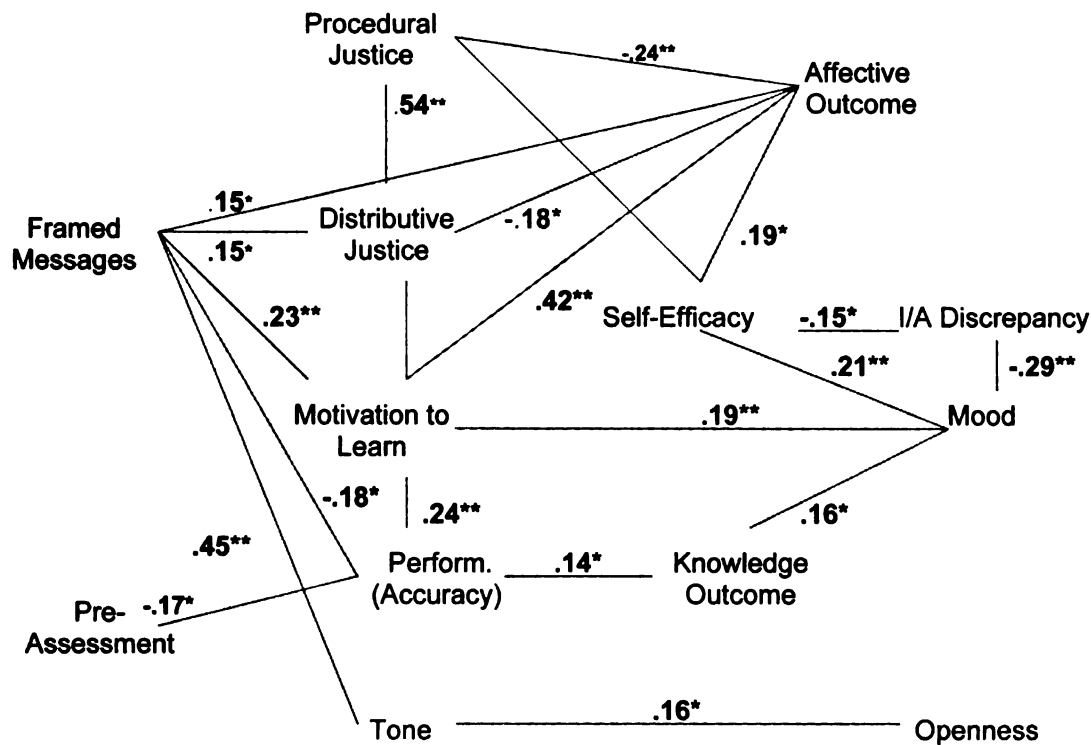 Procedural
Justice
-.24**
Affective
Outcome
.54**
.15*
Framed
Messages
.15*
Distributive
Justice
-.18*
.19*
.23**
.42**
Self-Efficacy
-.15*
I/A Discrepancy
.21**
-.29**
Motivation to
Learn
.19**
Mood
-.18*
.24**
.16*
.45**
Perform.
(Accuracy)
.14*
Knowledge
Outcome
Pre-
Assessment
-.17*
Tone
.16*
Openness